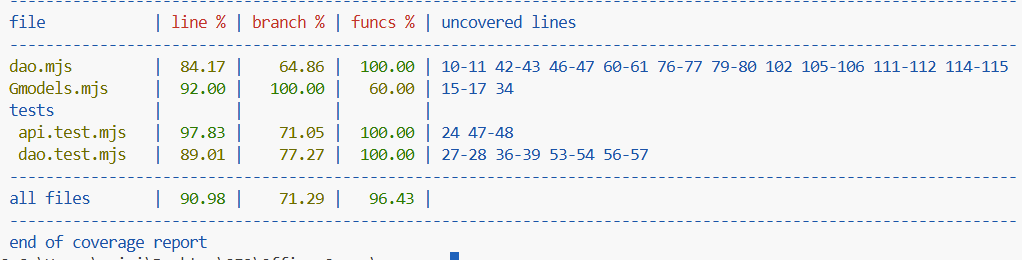 file | line % | branch % | funcs % | uncovered lines
dao.mjs | 84.17 | 64.86 | 100.00 | 10-11 42-43 46-47 60-61 76-77 79-80 102 105-106 111-112 114-115
Gmodels.mjs | 92.00 | 100.00 | 60.00 | 15-17 34
tests | | | |
api.test.mjs | 97.83 | 71.05 | 100.00 | 24 47-48
dao.test.mjs | 89.01 | 77.27 | 100.00 | 27-28 36-39 53-54 56-57
all files | 90.98 | 71.29 | 96.43 |
end of coverage report